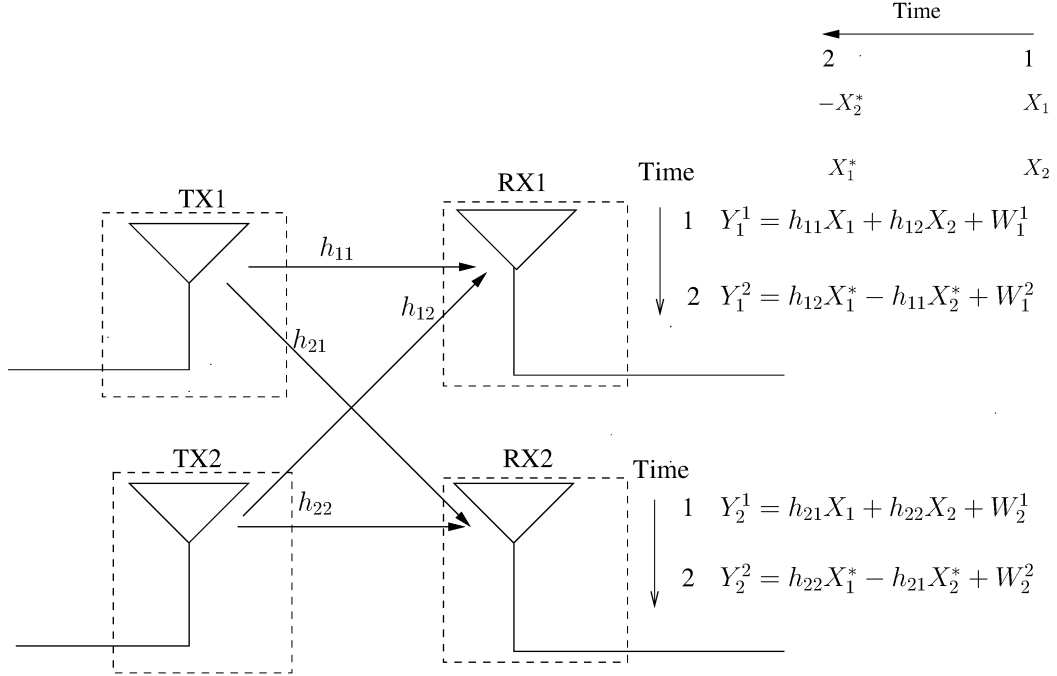 Time
2 1
−X₂* X₁
X₁* X₂
Time
TX1
RX1
1 Y₁¹ = h₁₁X₁ + h₁₂X₂ + W₁¹
h₁₁
2 Y₁² = h₁₂X₁* − h₁₁X₂* + W₁²
h₁₂
h₂₁
TX2
RX2
Time
h₂₂
1 Y₂¹ = h₂₁X₁ + h₂₂X₂ + W₂¹
2 Y₂² = h₂₂X₁* − h₂₁X₂* + W₂²